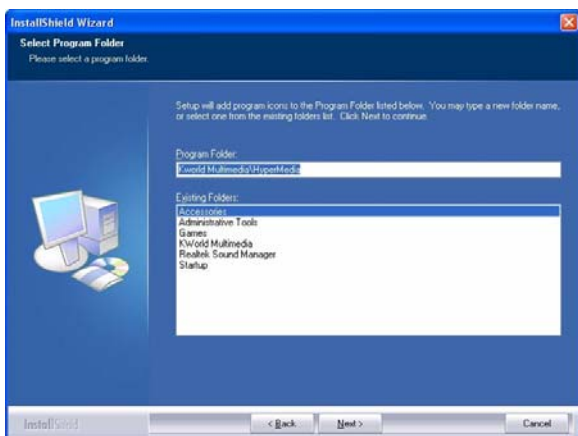 InstallShield Wizard
Select Program Folder
Please select a program folder.
Setup will add program icons to the Program Folder listed below. You may type a new folder name,
or select one from the existing folders list. Click Next to continue.
Program Folder:
Kworld Multimedia\HyperMedia
Existing Folders:
Accessories
Administrative Tools
Games
KWorld Multimedia
Realtek Sound Manager
Startup
InstallShield
< Back
Next >
Cancel